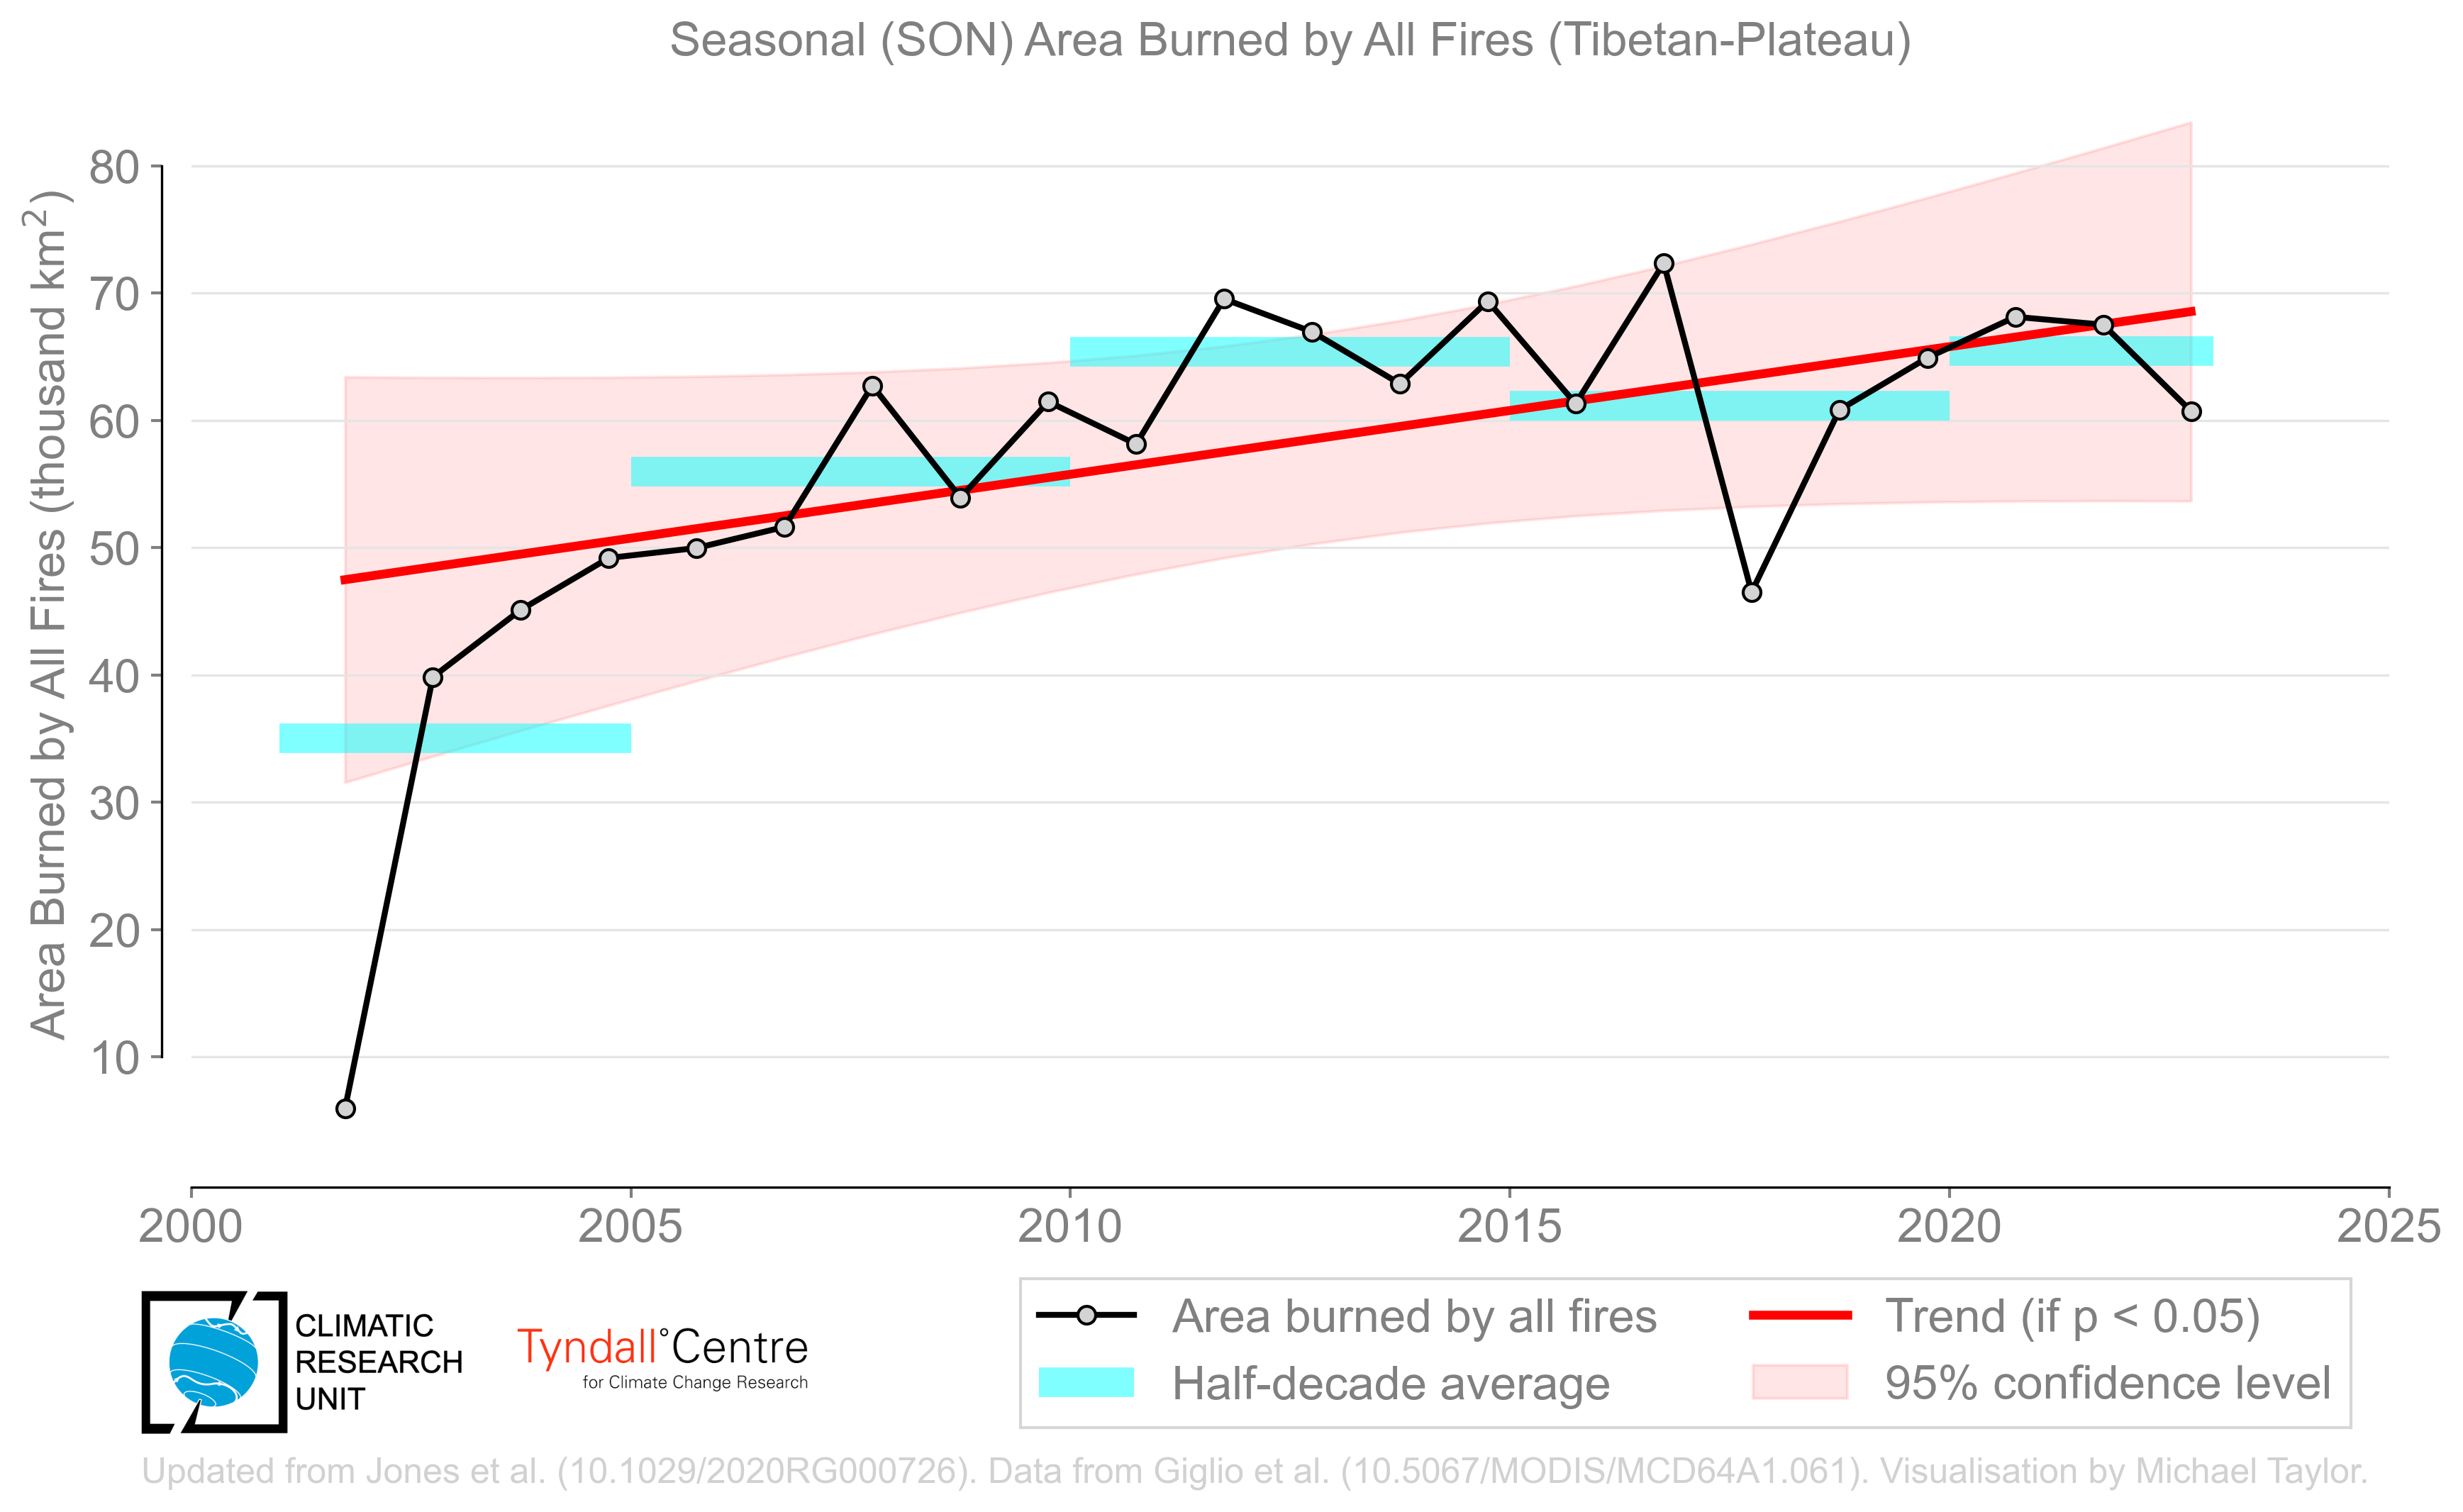 Seasonal (SON) Area Burned by All Fires (Tibetan-Plateau)
Area Burned by All Fires (thousand km²)
80
70
60
50
40
30
20
10
2000
2005
2010
2015
2020
2025
CLIMATIC
RESEARCH
UNIT
Tyndall°Centre
for Climate Change Research
Area burned by all fires
Half-decade average
Trend (if p < 0.05)
95% confidence level
Updated from Jones et al. (10.1029/2020RG000726). Data from Giglio et al. (10.5067/MODIS/MCD64A1.061). Visualisation by Michael Taylor.